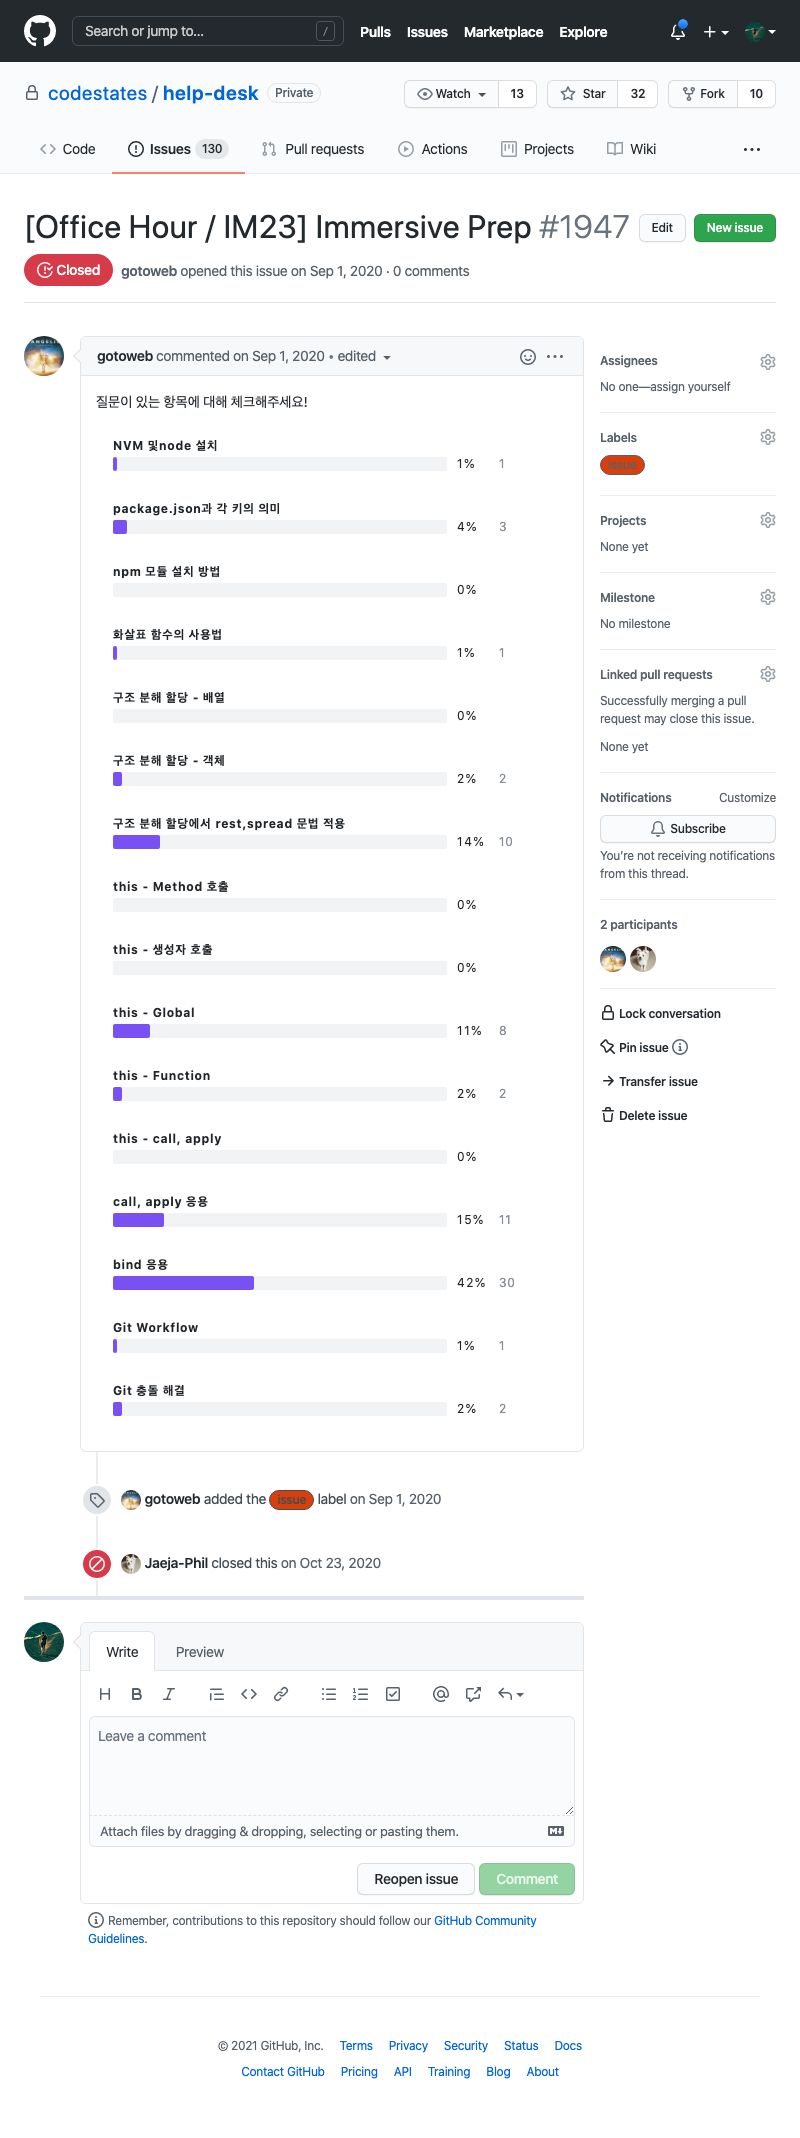 Search or jump to... /
Pulls Issues Marketplace Explore
codestates / help-desk Private
Watch 13 Star 32 Fork 10
Code Issues 130 Pull requests Actions Projects Wiki ...
[Office Hour / IM23] Immersive Prep #1947 Edit New issue
Closed gotoweb opened this issue on Sep 1, 2020 · 0 comments
gotoweb commented on Sep 1, 2020 • edited
질문이 있는 항목에 대해 체크해주세요!
NVM 및node 설치
1% 1
package.json과 각 키의 의미
4% 3
npm 모듈 설치 방법
0%
화살표 함수의 사용법
1% 1
구조 분해 할당 - 배열
0%
구조 분해 할당 - 객체
2% 2
구조 분해 할당에서 rest,spread 문법 적용
14% 10
this - Method 호출
0%
this - 생성자 호출
0%
this - Global
11% 8
this - Function
2% 2
this - call, apply
0%
call, apply 응용
15% 11
bind 응용
42% 30
Git Workflow
1% 1
Git 충돌 해결
2% 2
Assignees
No one—assign yourself
Labels
issue
Projects
None yet
Milestone
No milestone
Linked pull requests
Successfully merging a pull
request may close this issue.
None yet
Notifications Customize
Subscribe
You're not receiving notifications
from this thread.
2 participants
Lock conversation
Pin issue
Transfer issue
Delete issue
gotoweb added the issue label on Sep 1, 2020
Jaeja-Phil closed this on Oct 23, 2020
Write Preview
Leave a comment
Attach files by dragging & dropping, selecting or pasting them.
Reopen issue Comment
Remember, contributions to this repository should follow our GitHub Community
Guidelines.
© 2021 GitHub, Inc. Terms Privacy Security Status Docs
Contact GitHub Pricing API Training Blog About